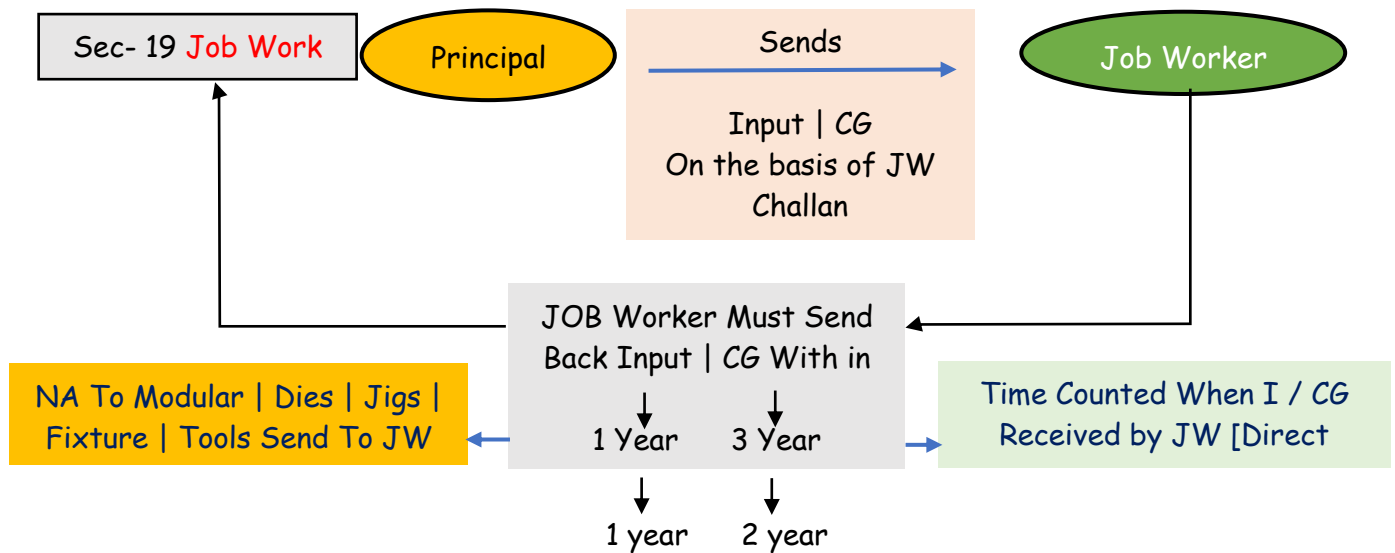 Sec- 19 Job Work
Principal
Sends
Input | CG
On the basis of JW
Challan
Job Worker
JOB Worker Must Send
Back Input | CG With in
1 Year 3 Year
1 year 2 year
NA To Modular | Dies | Jigs |
Fixture | Tools Send To JW
Time Counted When I / CG
Received by JW [Direct